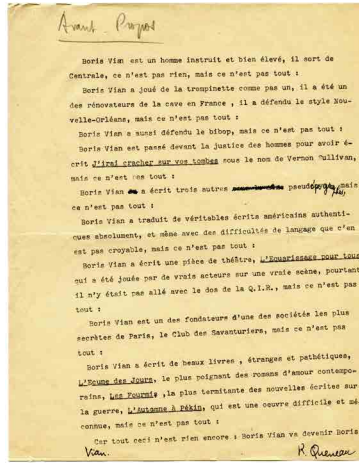 Avant-Propos
Boris Vian est un homme instruit et bien élevé, il sort de
Centrale, ce n'est pas rien, mais ce n'est pas tout :
Boris Vian a joué de la trompinette comme pas un, il a été un
des rénovateurs de la cave en France , il a défendu le style Nou-
velle-Orléans, mais ce n'est pas tout :
Boris Vian a aussi défendu le bibop, mais ce n'est pas tout :
Boris Vian est passé devant la justice des hommes pour avoir é-
crit J'irai cracher sur vos tombes sous le nom de Vernon Sullivan,
mais ce n'est pas tout :
Boris Vian a écrit trois autres mais
ce n'est pas tout :
Boris Vian a traduit de véritables écrits américains authenti-
ques absolument, et même avec des difficultés de langage que c'en
est pas croyable, mais ce n'est pas tout :
Boris Vian a écrit une pièce de théâtre, L'Equarissage pour tous
qui a été jouée par de vrais acteurs sur une vraie scène, pourtant
il n'y était pas allé avec le dos de la Q.I.R., mais ce n'est pas
tout :
Boris Vian est un des fondateurs d'une des sociétés les plus
secrètes de Paris, le Club des Savanturiers, mais ce n'est pas
tout :
Boris Vian a écrit de beaux livres , étranges et pathétiques,
L'Ecume des Jours, le plus poignant des romans d'amour contempo-
rains, Les Fourmis ,la plus termitante des nouvelles écrites sur
la guerre, L'Automne à Pékin, qui est une oeuvre difficile et mé-
connue, mais ce n'est pas tout :
Car tout ceci n'est rien encore : Boris Vian va devenir Boris
Vian. R. Queneau